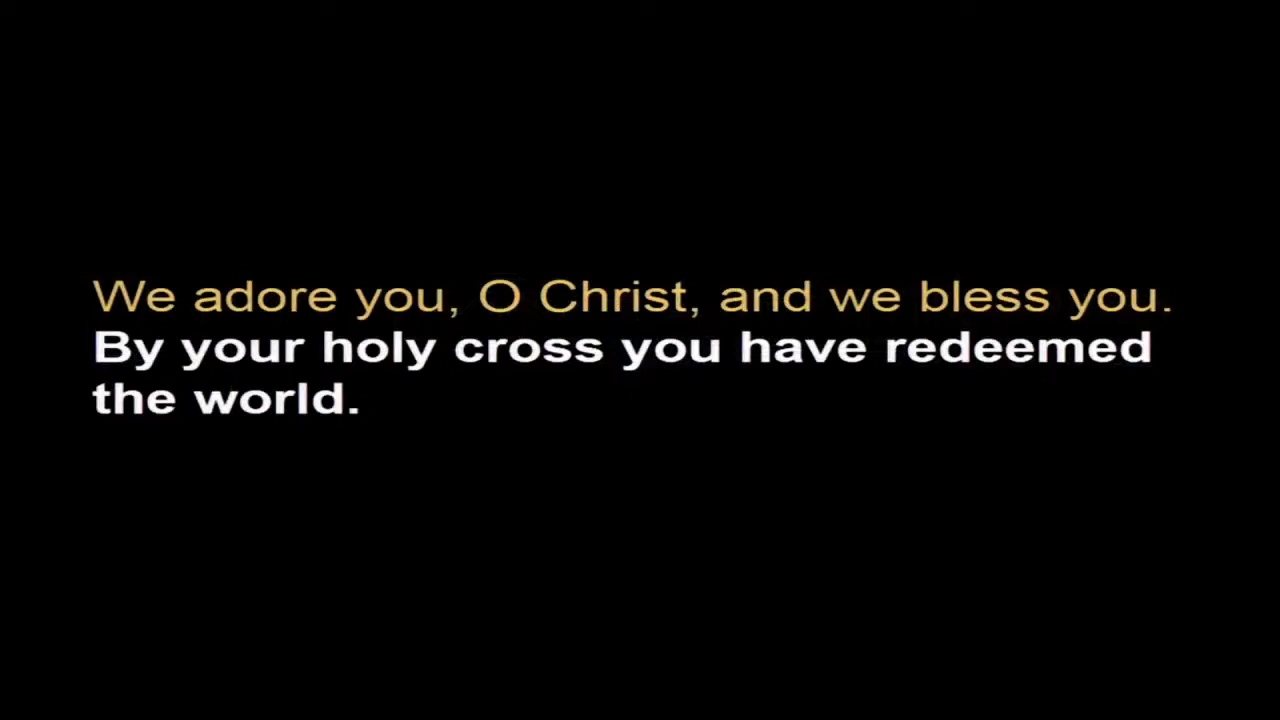 We adore you, O Christ, and we bless you.
By your holy cross you have redeemed
the world.